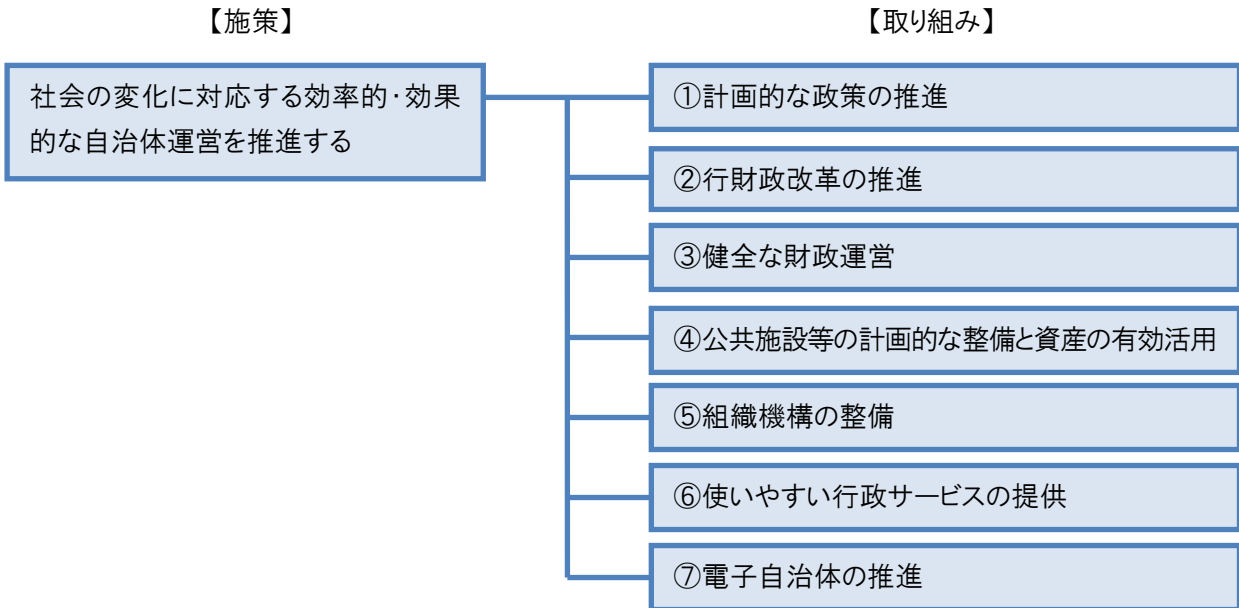 【施策】
【取り組み】
社会の変化に対応する効率的・効果
的な自治体運営を推進する
①計画的な政策の推進
②行財政改革の推進
③健全な財政運営
④公共施設等の計画的な整備と資産の有効活用
⑤組織機構の整備
⑥使いやすい行政サービスの提供
⑦電子自治体の推進